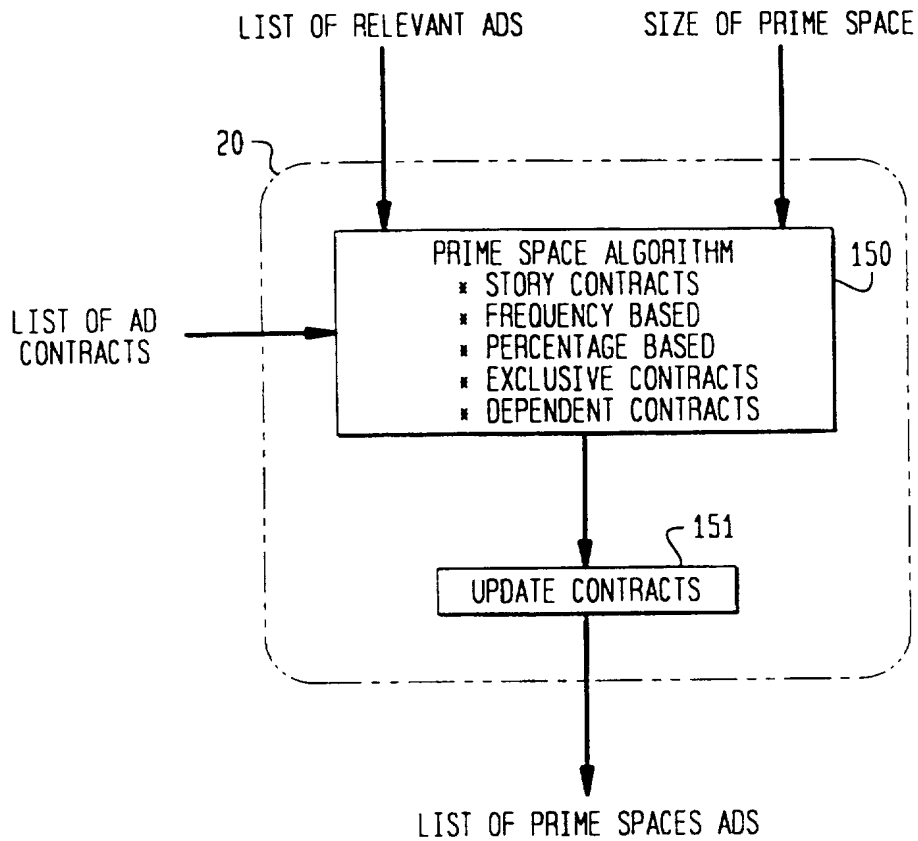 LIST OF RELEVANT ADS
SIZE OF PRIME SPACE
20
PRIME SPACE ALGORITHM
* STORY CONTRACTS
* FREQUENCY BASED
* PERCENTAGE BASED
* EXCLUSIVE CONTRACTS
* DEPENDENT CONTRACTS
150
LIST OF AD
CONTRACTS
151
UPDATE CONTRACTS
LIST OF PRIME SPACES ADS